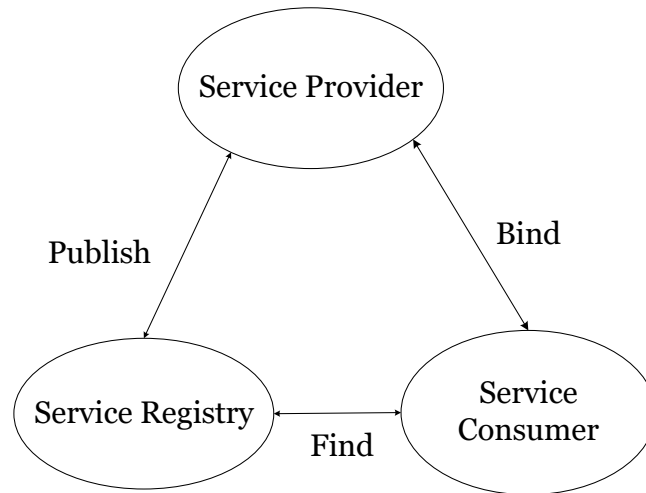 Service Provider
Publish
Bind
Service Registry
Find
Service
Consumer